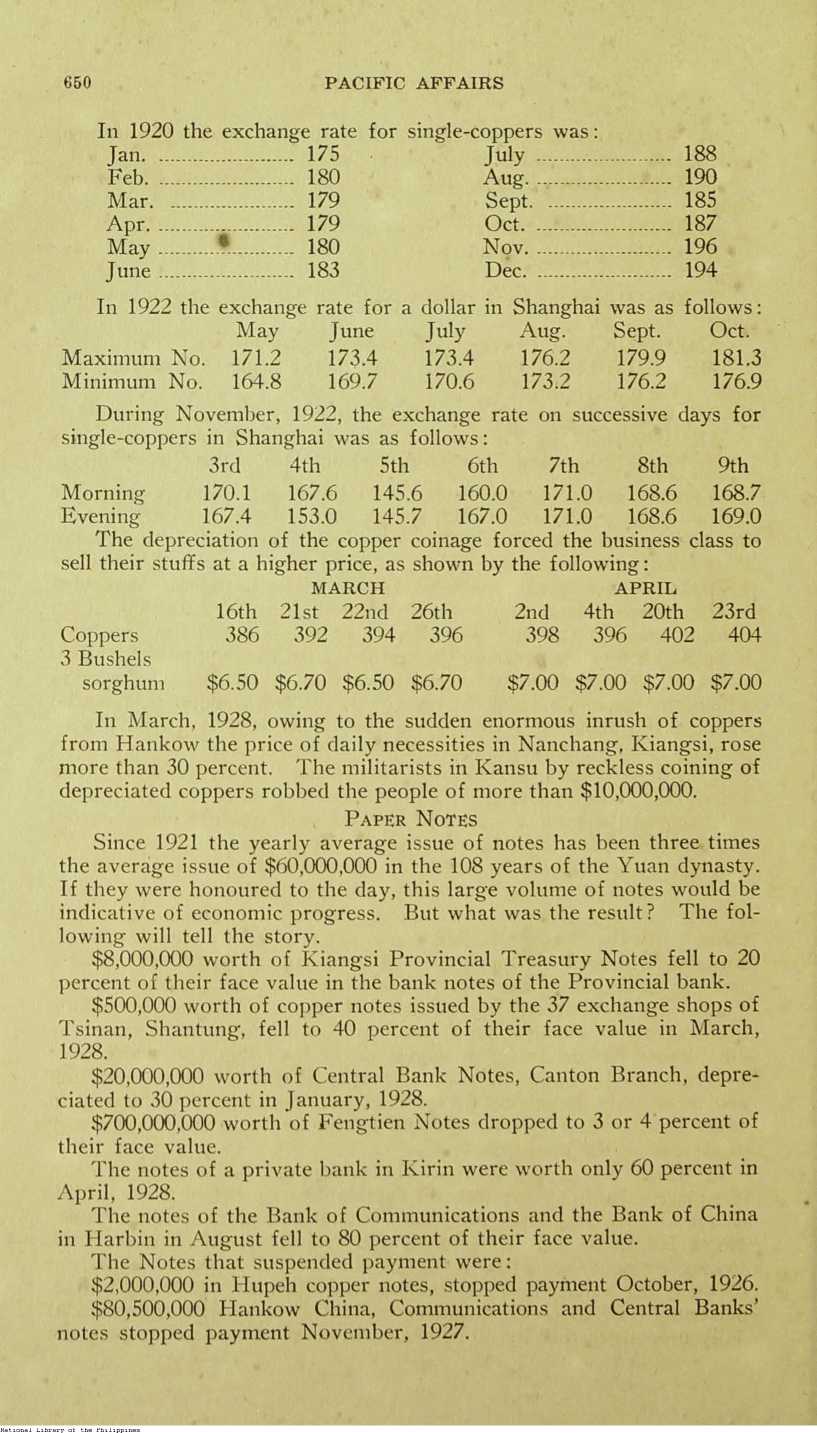 650 PACIFIC AFFAIRS
In 1920 the exchange rate for single-coppers was:
Jan. ........................ 175 July ........................ 188
Feb. ........................ 180 Aug. ........................ 190
Mar. ...................... 179 Sept. ...................... 185
Apr. ........................ 179 Oct. ........................ 187
May ........................ 180 Nov. ........................ 196
June ........................ 183 Dec. ........................ 194
In 1922 the exchange rate for a dollar in Shanghai was as follows:
May June July Aug. Sept. Oct.
Maximum No. 171.2 173.4 173.4 176.2 179.9 181.3
Minimum No. 164.8 169.7 170.6 173.2 176.2 176.9
During November, 1922, the exchange rate on successive days for
single-coppers in Shanghai was as follows:
3rd 4th 5th 6th 7th 8th 9th
Morning 170.1 167.6 145.6 160.0 171.0 168.6 168.7
Evening 167.4 153.0 145.7 167.0 171.0 168.6 169.0
The depreciation of the copper coinage forced the business class to
sell their stuffs at a higher price, as shown by the following:
MARCH APRIL
16th 21st 22nd 26th 2nd 4th 20th 23rd
Coppers 386 392 394 396 398 396 402 404
3 Bushels
sorghum $6.50 $6.70 $6.50 $6.70 $7.00 $7.00 $7.00 $7.00
In March, 1928, owing to the sudden enormous inrush of coppers
from Hankow the price of daily necessities in Nanchang, Kiangsi, rose
more than 30 percent. The militarists in Kansu by reckless coining of
depreciated coppers robbed the people of more than $10,000,000.
PAPER NOTES
Since 1921 the yearly average issue of notes has been three times
the average issue of $60,000,000 in the 108 years of the Yuan dynasty.
If they were honoured to the day, this large volume of notes would be
indicative of economic progress. But what was the result? The fol-
lowing will tell the story.
$8,000,000 worth of Kiangsi Provincial Treasury Notes fell to 20
percent of their face value in the bank notes of the Provincial bank.
$500,000 worth of copper notes issued by the 37 exchange shops of
Tsinan, Shantung, fell to 40 percent of their face value in March,
1928.
$20,000,000 worth of Central Bank Notes, Canton Branch, depre-
ciated to 30 percent in January, 1928.
$700,000,000 worth of Fengtien Notes dropped to 3 or 4 percent of
their face value.
The notes of a private bank in Kirin were worth only 60 percent in
April, 1928.
The notes of the Bank of Communications and the Bank of China
in Harbin in August fell to 80 percent of their face value.
The Notes that suspended payment were:
$2,000,000 in Hupeh copper notes, stopped payment October, 1926.
$80,500,000 Hankow China, Communications and Central Banks'
notes stopped payment November, 1927.
National Library of the Philippines